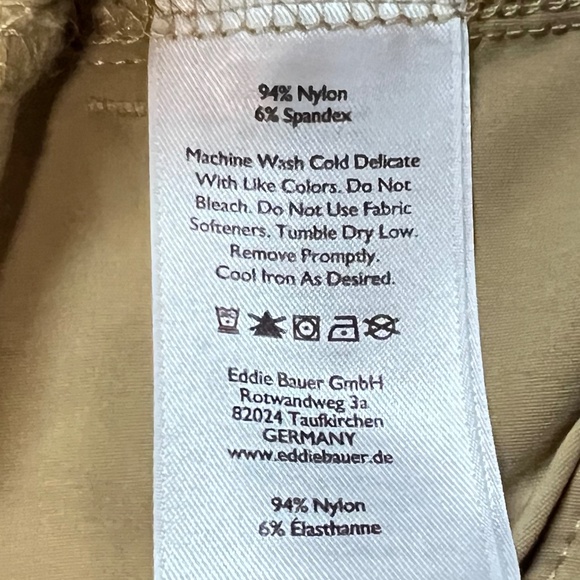 94% Nylon
6% Spandex
Machine Wash Cold Delicate
With Like Colors. Do Not
Bleach. Do Not Use Fabric
Softeners. Tumble Dry Low.
Remove Promptly.
Cool Iron As Desired.
Eddie Bauer GmbH
Rotwandweg 3a
82024 Taufkirchen
GERMANY
www.eddiebauer.de
94% Nylon
6% Élasthanne